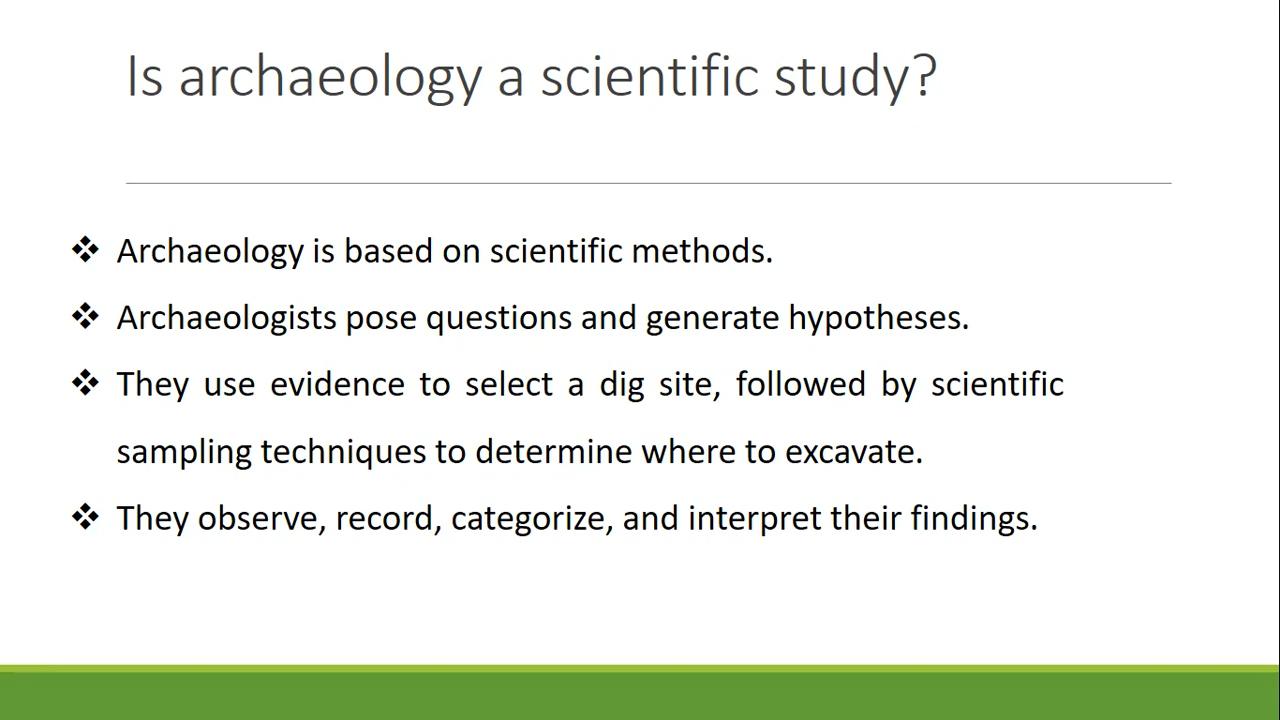 Is archaeology a scientific study?
❖ Archaeology is based on scientific methods.
❖ Archaeologists pose questions and generate hypotheses.
❖ They use evidence to select a dig site, followed by scientific
sampling techniques to determine where to excavate.
❖ They observe, record, categorize, and interpret their findings.